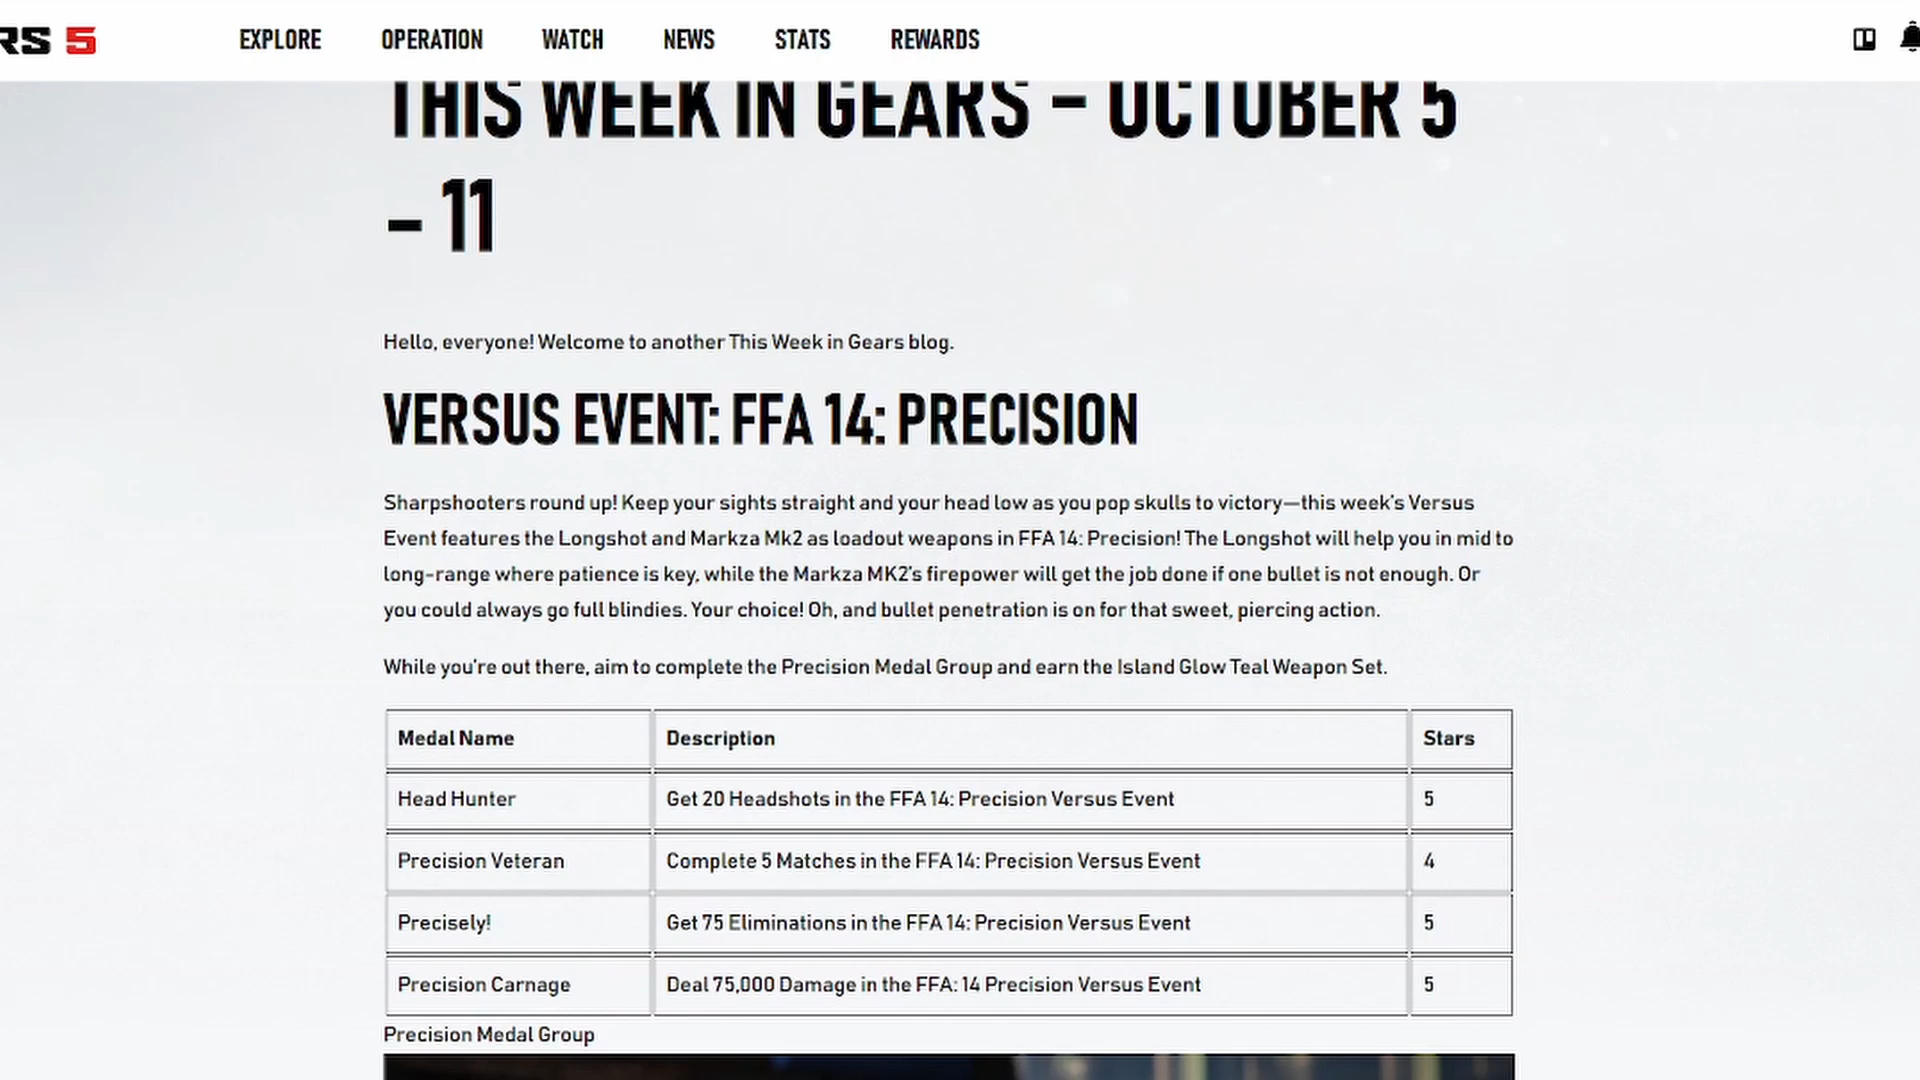 RS 5
EXPLORE OPERATION WATCH NEWS STATS REWARDS
THIS WEEK IN GEARS – OCTOBER 5
– 11
Hello, everyone! Welcome to another This Week in Gears blog.
VERSUS EVENT: FFA 14: PRECISION
Sharpshooters round up! Keep your sights straight and your head low as you pop skulls to victory—this week's Versus
Event features the Longshot and Markza Mk2 as loadout weapons in FFA 14: Precision! The Longshot will help you in mid to
long-range where patience is key, while the Markza MK2's firepower will get the job done if one bullet is not enough. Or
you could always go full blindies. Your choice! Oh, and bullet penetration is on for that sweet, piercing action.
While you're out there, aim to complete the Precision Medal Group and earn the Island Glow Teal Weapon Set.
Medal Name Description Stars
Head Hunter Get 20 Headshots in the FFA 14: Precision Versus Event 5
Precision Veteran Complete 5 Matches in the FFA 14: Precision Versus Event 4
Precisely! Get 75 Eliminations in the FFA 14: Precision Versus Event 5
Precision Carnage Deal 75,000 Damage in the FFA: 14 Precision Versus Event 5
Precision Medal Group